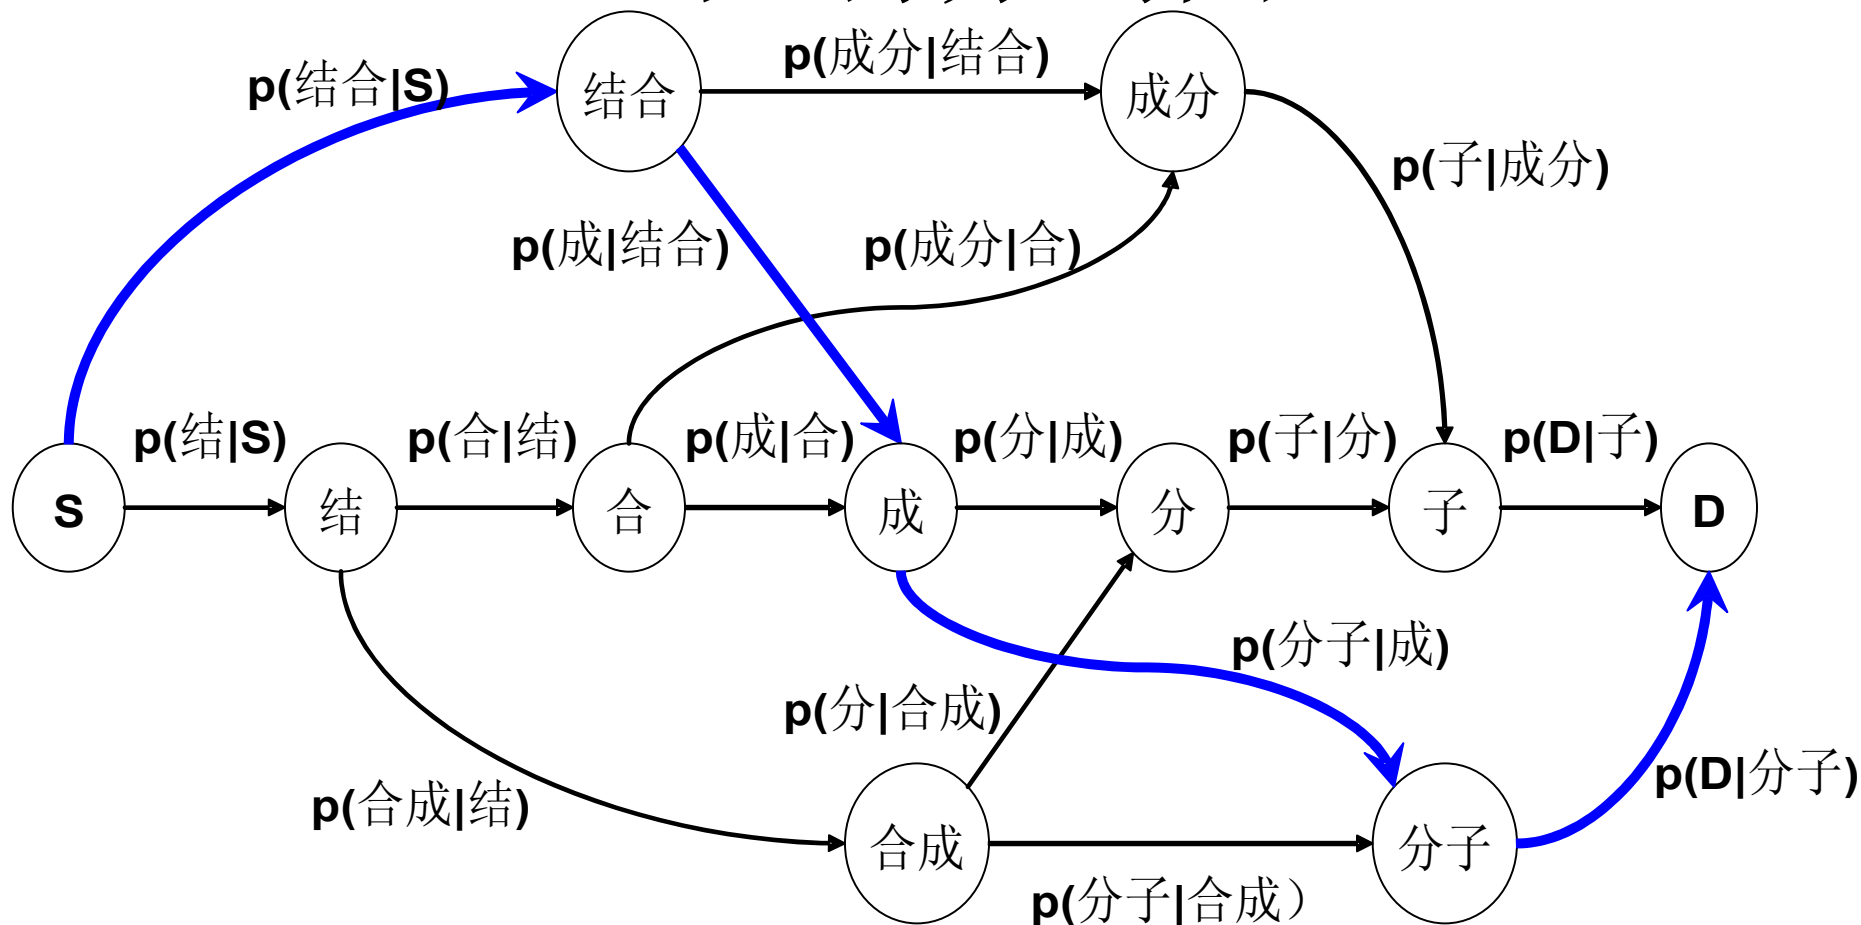 p(成分|结合)
p(结合|S)
结合
成分
p(子|成分)
p(成|结合)
p(成分|合)
p(结|S)
p(合|结)
p(成|合)
p(分|成)
p(子|分)
p(D|子)
S
结
合
成
分
子
D
p(分子|成)
p(分|合成)
p(D|分子)
p(合成|结)
合成
分子
p(分子|合成）